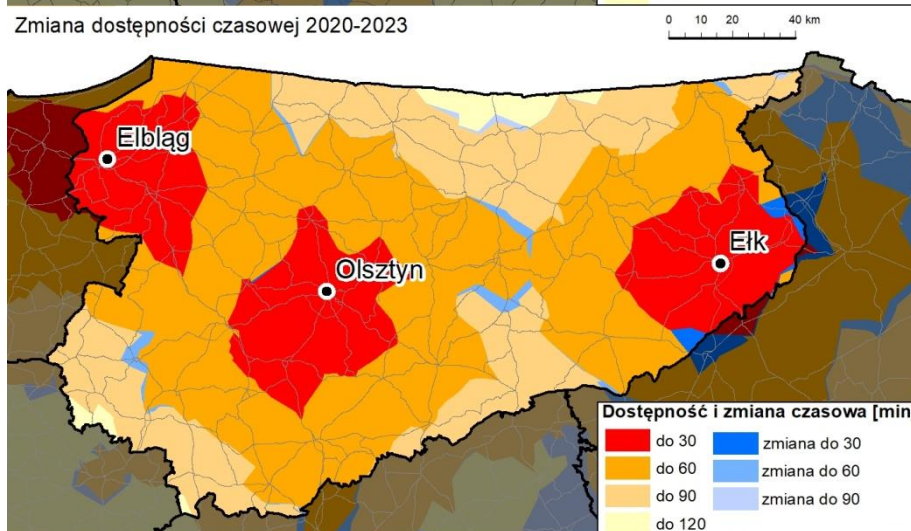 Zmiana dostępności czasowej 2020-2023
0 10 20 40 km
Elbląg
Olsztyn
Ełk
Dostępność i zmiana czasowa [min
do 30
zmiana do 30
do 60
zmiana do 60
do 90
zmiana do 90
do 120